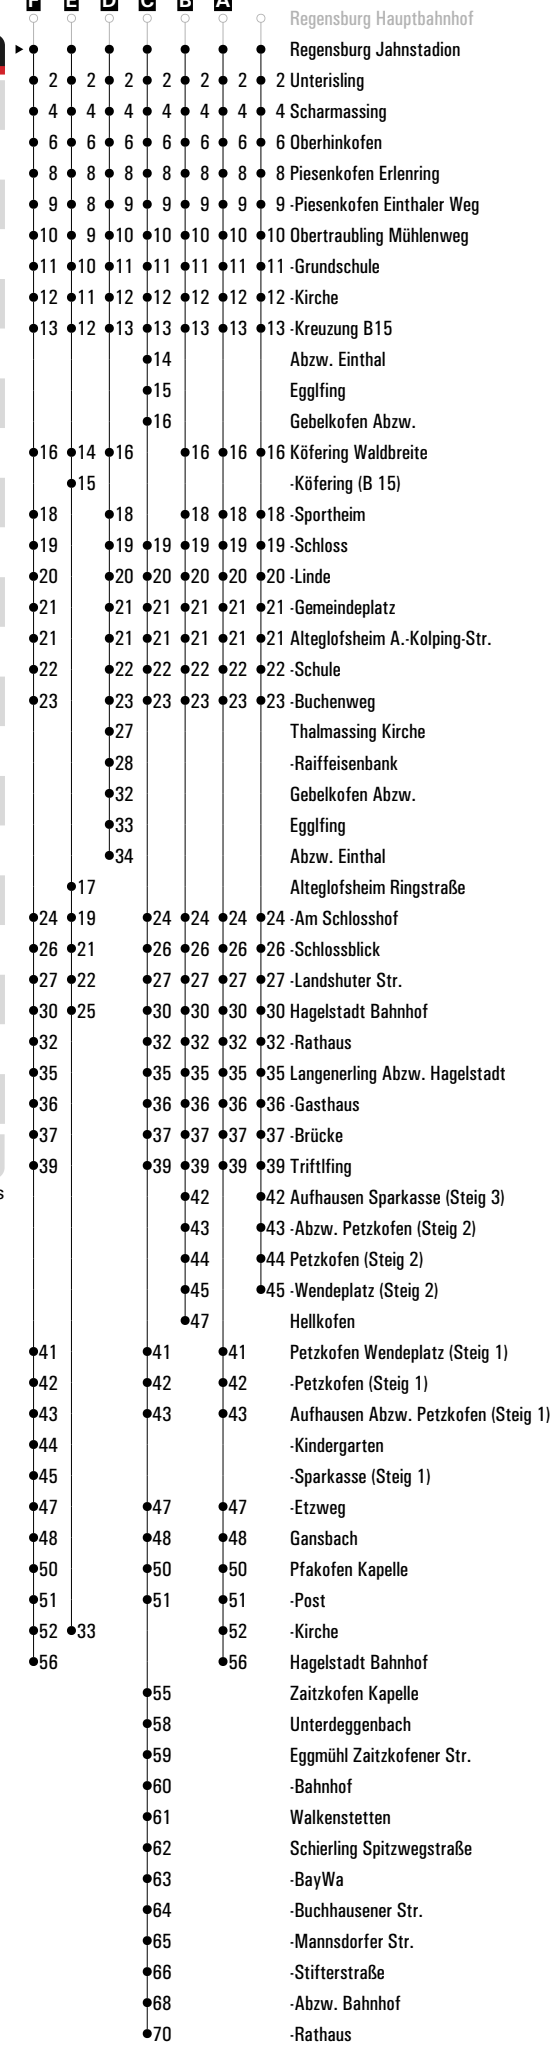 F E D C B A
Regensburg Hauptbahnhof
Regensburg Jahnstadion
2 2 2 2 2 2 2 Unterisling
4 4 4 4 4 4 4 Scharmassing
6 6 6 6 6 6 6 Oberhinkofen
8 8 8 8 8 8 8 Piesenkofen Erlenring
9 8 9 9 9 9 9 -Piesenkofen Einthaler Weg
10 9 10 10 10 10 10 Obertraubling Mühlenweg
11 10 11 11 11 11 11 -Grundschule
12 11 12 12 12 12 12 -Kirche
13 12 13 13 13 13 13 -Kreuzung B15
14 Abzw. Einthal
15 Egglfing
16 Gebelkofen Abzw.
16 14 16 16 16 16 Köfering Waldbreite
15 -Köfering (B 15)
18 18 18 18 18 -Sportheim
19 19 19 19 19 19 -Schloss
20 20 20 20 20 20 -Linde
21 21 21 21 21 21 -Gemeindeplatz
21 21 21 21 21 21 Alteglofsheim A.-Kolping-Str.
22 22 22 22 22 22 -Schule
23 23 23 23 23 23 -Buchenweg
27 Thalmassing Kirche
28 -Raiffeisenbank
32 Gebelkofen Abzw.
33 Egglfing
34 Abzw. Einthal
17 Alteglofsheim Ringstraße
24 19 24 24 24 24 -Am Schlosshof
26 21 26 26 26 26 -Schlossblick
27 22 27 27 27 27 -Landshuter Str.
30 25 30 30 30 30 Hagelstadt Bahnhof
32 32 32 32 32 -Rathaus
35 35 35 35 35 Langenerling Abzw. Hagelstadt
36 36 36 36 36 -Gasthaus
37 37 37 37 37 -Brücke
39 39 39 39 39 Triftlfing
s
42 42 Aufhausen Sparkasse (Steig 3)
43 43 -Abzw. Petzkofen (Steig 2)
44 44 Petzkofen (Steig 2)
45 45 -Wendeplatz (Steig 2)
47 Hellkofen
41 41 41 Petzkofen Wendeplatz (Steig 1)
42 42 42 -Petzkofen (Steig 1)
43 43 43 Aufhausen Abzw. Petzkofen (Steig 1)
44 -Kindergarten
45 -Sparkasse (Steig 1)
47 47 47 -Etzweg
48 48 48 Gansbach
50 50 50 Pfakofen Kapelle
51 51 51 -Post
52 33 52 -Kirche
56 56 Hagelstadt Bahnhof
55 Zaitzkofen Kapelle
58 Unterdeggenbach
59 Eggmühl Zaitzkofener Str.
60 -Bahnhof
61 Walkenstetten
62 Schierling Spitzwegstraße
63 -BayWa
64 -Buchhausener Str.
65 -Mannsdorfer Str.
66 -Stifterstraße
68 -Abzw. Bahnhof
70 -Rathaus